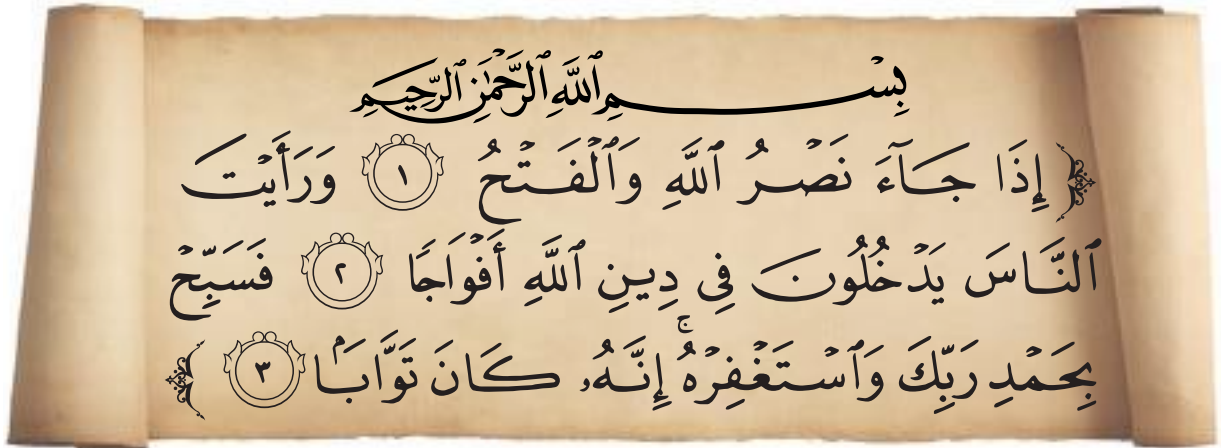 بِسْمِ ٱللَّهِ ٱلرَّحْمَٰنِ ٱلرَّحِيمِ
﴿ إِذَا جَآءَ نَصْرُ ٱللَّهِ وَٱلْفَتْحُ ١ وَرَأَيْتَ
ٱلنَّاسَ يَدْخُلُونَ فِي دِينِ ٱللَّهِ أَفْوَاجًا ٢ فَسَبِّحْ
بِحَمْدِ رَبِّكَ وَٱسْتَغْفِرْهُ ۚ إِنَّهُۥ كَانَ تَوَّابَۢا ٣ ﴾